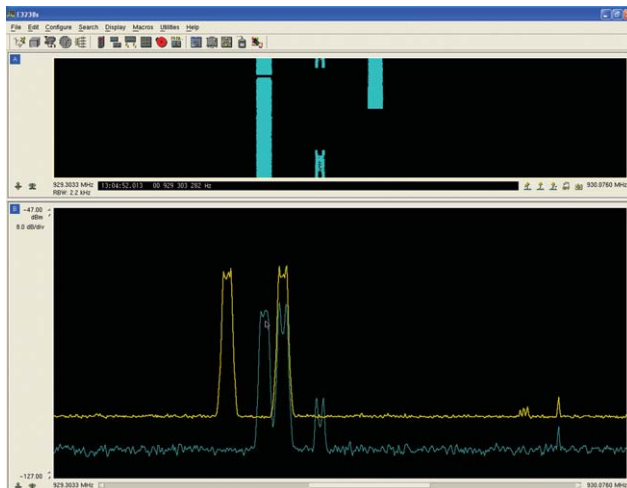 E3238s
File Edit Configure Search Display Macros Utilities Help
A
929.3033 MHz 13:04:52.013 00 929 303 282 Hz 930.0760 MHz
RBW: 2.2 kHz
B -47.00
dBm
8.0 dB/div
-127.00
929.3033 MHz 930.0760 MHz